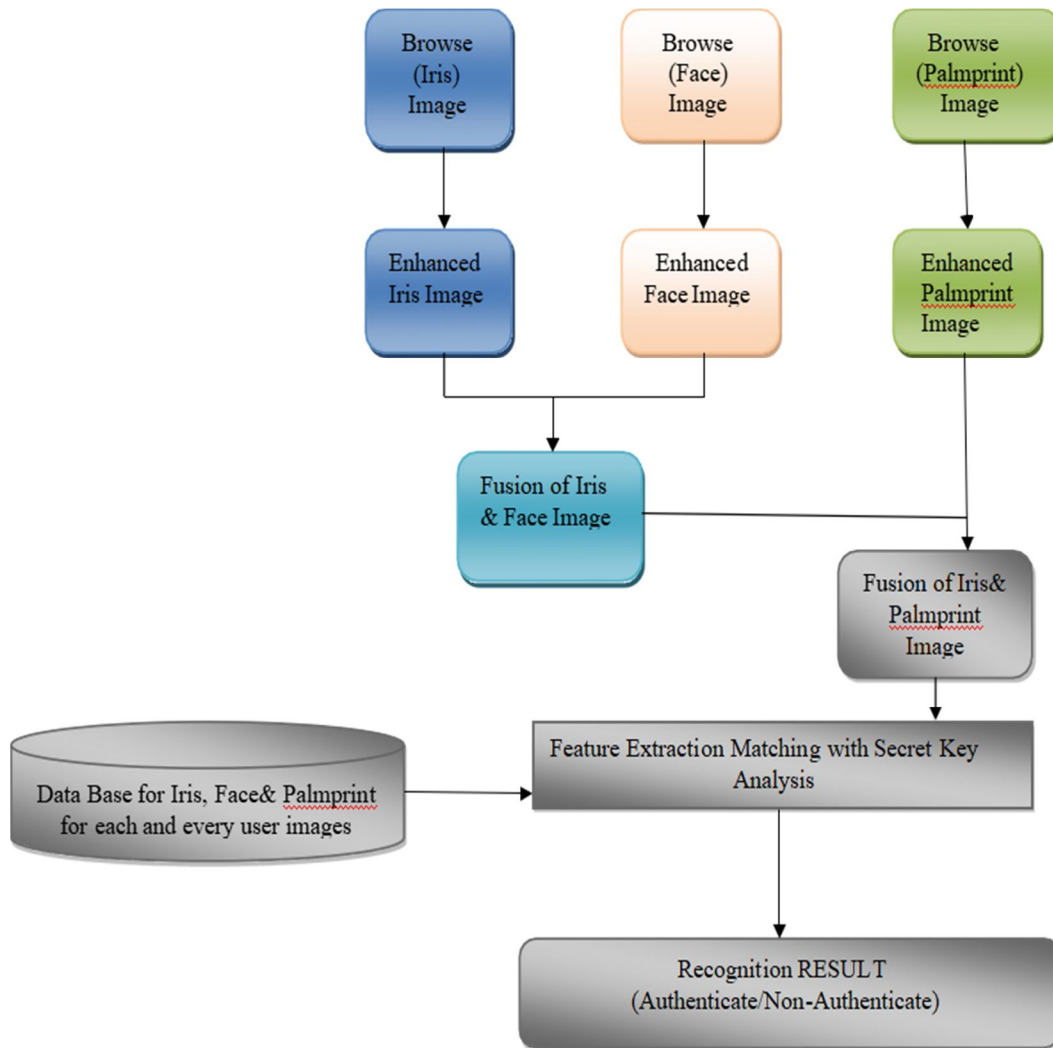 Browse
(Iris)
Image
Browse
(Face)
Image
Browse
(Palmprint)
Image
Enhanced
Iris Image
Enhanced
Face Image
Enhanced
Palmprint
Image
Fusion of Iris
& Face Image
Fusion of Iris&
Palmprint
Image
Feature Extraction Matching with Secret Key
Analysis
Data Base for Iris, Face& Palmprint
for each and every user images
Recognition RESULT
(Authenticate/Non-Authenticate)